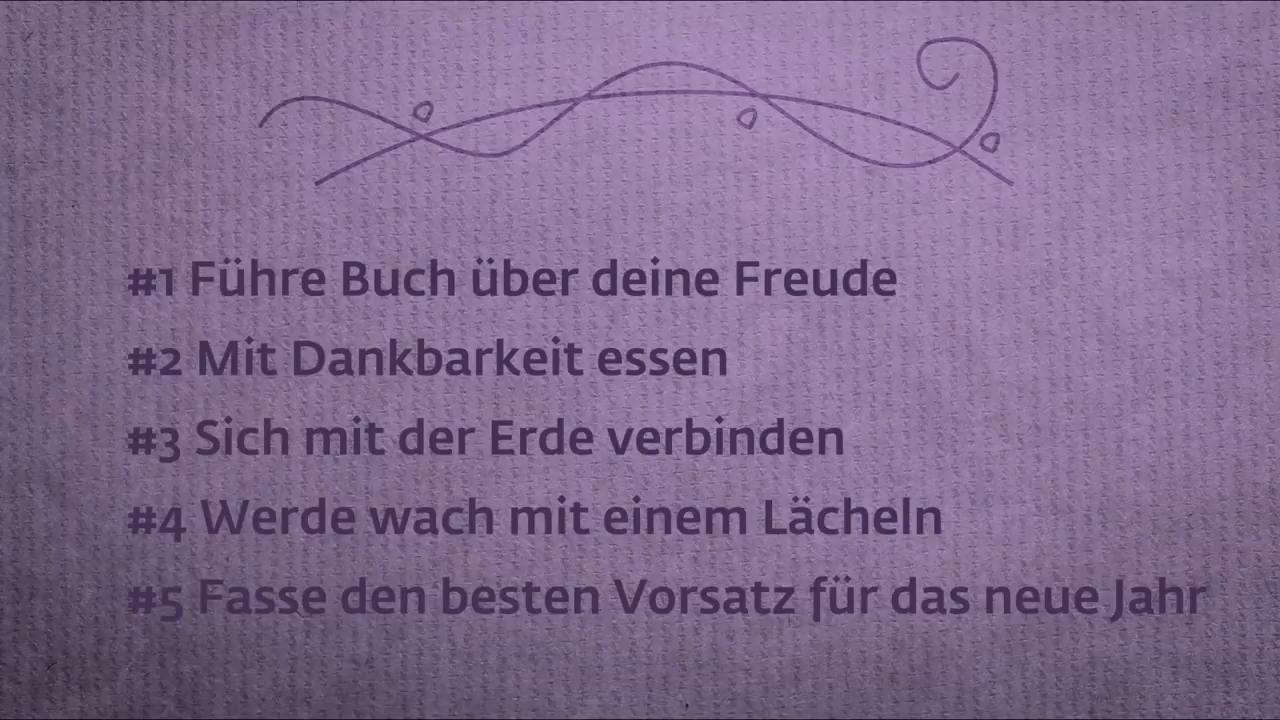 #1 Führe Buch über deine Freude
#2 Mit Dankbarkeit essen
#3 Sich mit der Erde verbinden
#4 Werde wach mit einem Lächeln
#5 Fasse den besten Vorsatz für das neue Jahr